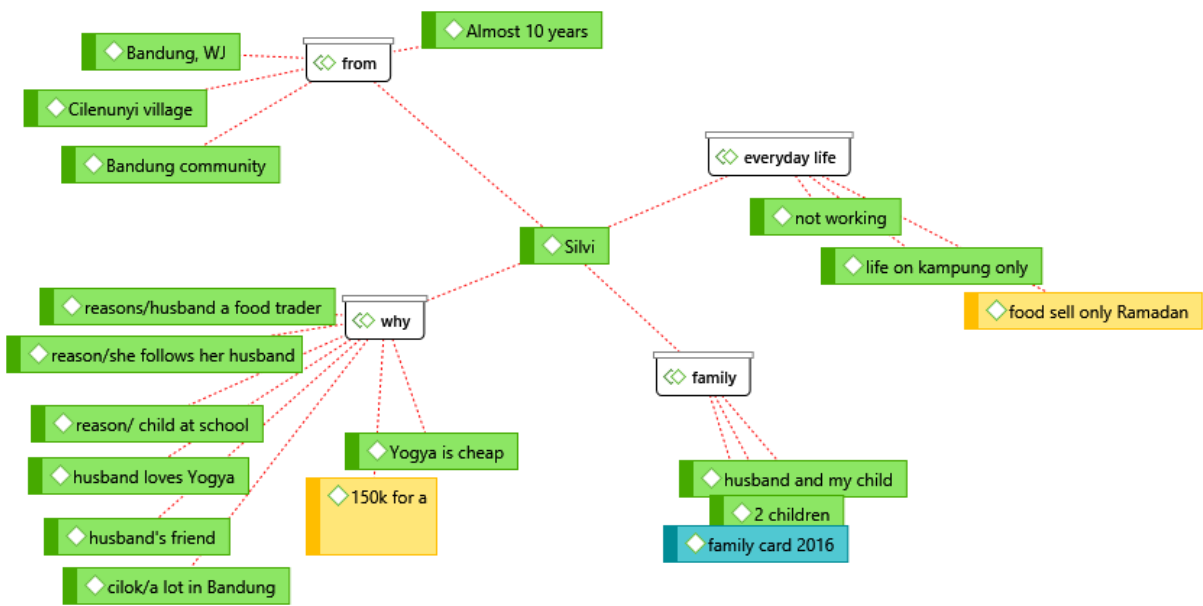 Almost 10 years
Bandung, WJ
from
Cilenunyi village
Bandung community
everyday life
not working
Silvi
life on kampung only
food sell only Ramadan
reasons/husband a food trader
why
reason/she follows her husband
family
reason/ child at school
Yogya is cheap
husband loves Yogya
husband and my child
150k for a
2 children
husband's friend
family card 2016
cilok/a lot in Bandung